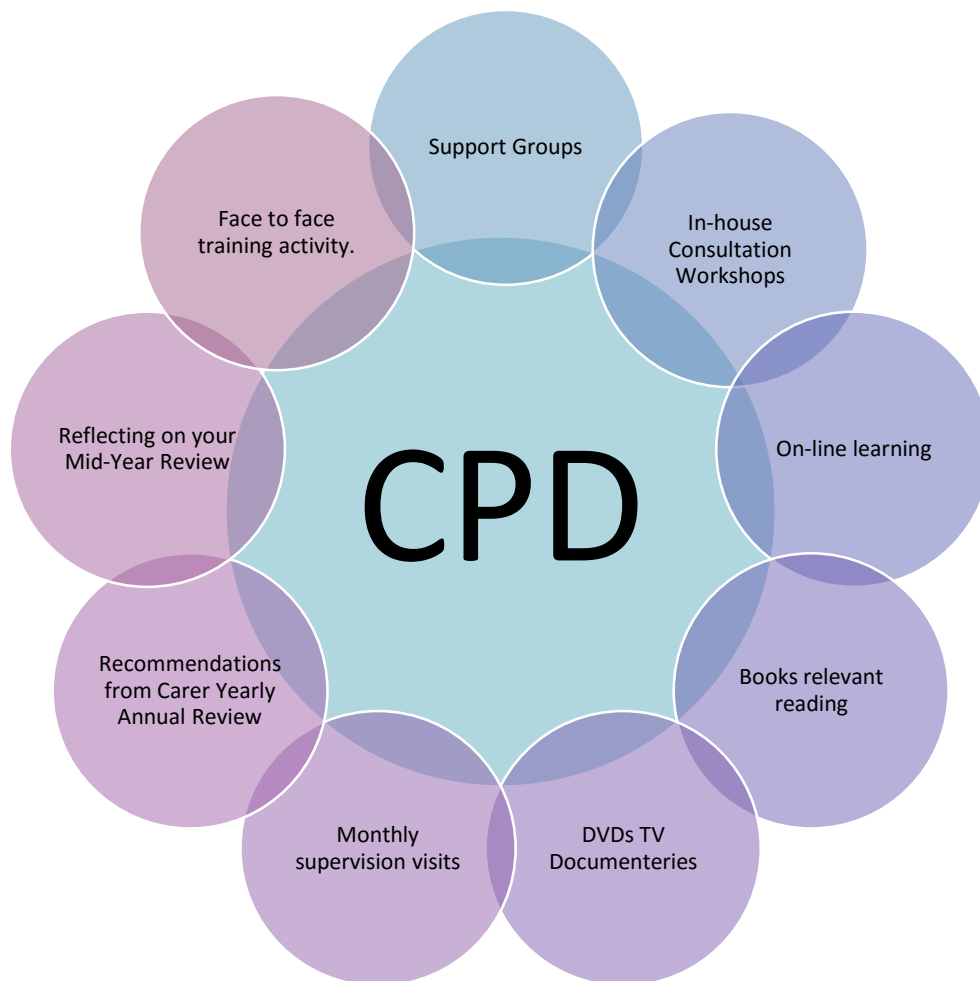 Support Groups
In-house
Consultation
Workshops
On-line learning
Books relevant
reading
DVDs TV
Documenteries
Monthly
supervision visits
Recommendations
from Carer Yearly
Annual Review
Reflecting on your
Mid-Year Review
Face to face
training activity.
CPD